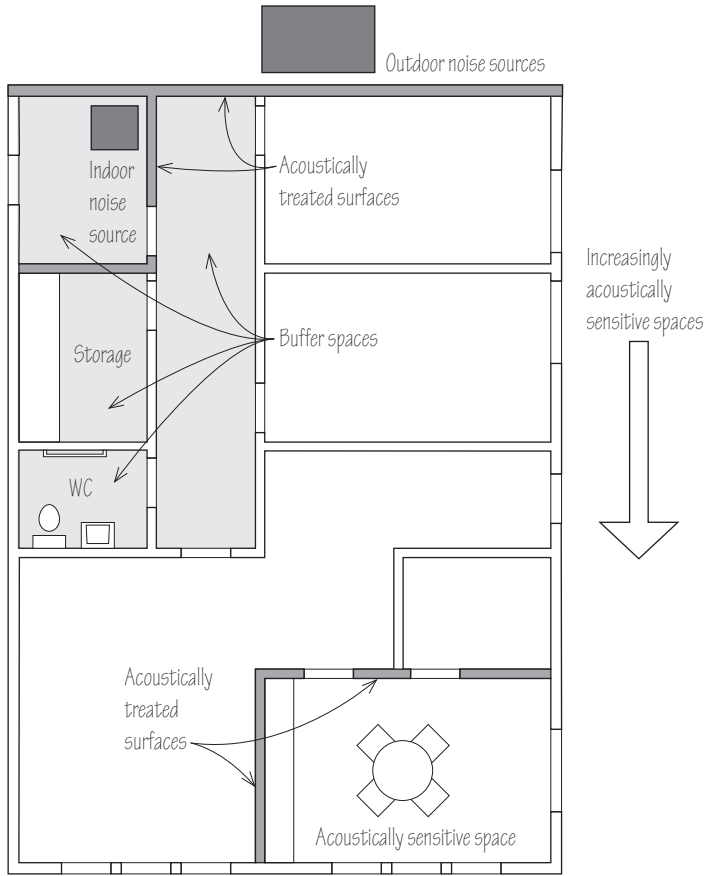 Outdoor noise sources
Indoor
noise
source
Acoustically
treated surfaces
Increasingly
acoustically
sensitive spaces
Buffer spaces
Storage
WC
Acoustically
treated
surfaces
Acoustically sensitive space